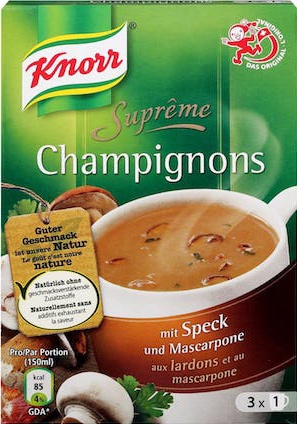 L'ORIGINAL
DAS ORIGINAL
Knorr
Suprême
Champignons
Guter
Geschmack
ist unsere Natur
Le goût c'est notre
nature
Natürlich ohne
geschmacksverstärkende
Zusatzstoffe
Naturellement sans
additifs exhaustant
la saveur
mit Speck
und Mascarpone
aux lardons et au
mascarpone
Pro/Par Portion
(150ml)
kcal
85
4%
GDA*
3 x 1